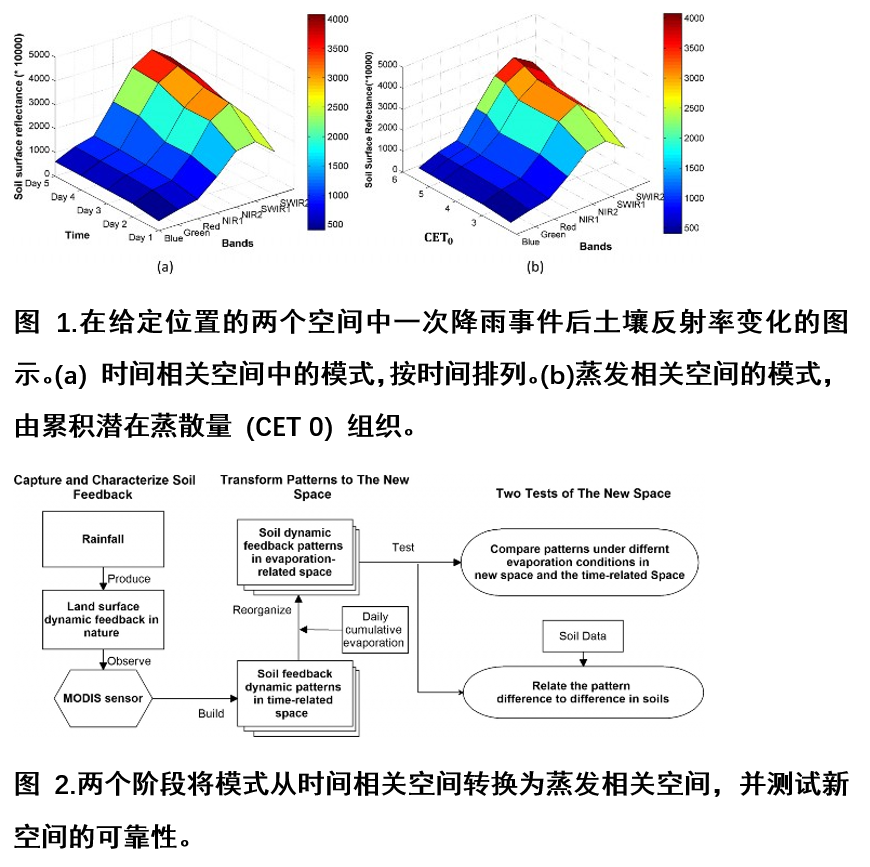 5000
4000
3000
2000
1000
0
Soil surface reflectance (* 10000)
Day 5
Day 4
Day 3
Day 2
Day 1
Time
Blue
Green
Red
NIR1
NIR2
SWIR1
SWIR2
Bands
4000
3500
3000
2500
2000
1500
1000
500
(a)
5000
4000
3000
2000
1000
0
Soil Surface Reflectance(*10000)
6
5
4
3
CET₀
Blue
Green
Red
NIR1
NIR2
SWIR1
SWIR2
Bands
4000
3500
3000
2500
2000
1500
1000
500
(b)
图 1.在给定位置的两个空间中一次降雨事件后土壤反射率变化的图
示。(a) 时间相关空间中的模式，按时间排列。(b)蒸发相关空间的模式，
由累积潜在蒸散量 (CET 0) 组织。
Capture and Characterize Soil
Feedback
Rainfall
Produce
Land surface
dynamic feedback in
nature
Observe
MODIS sensor
Build
Transform Patterns to The New
Space
Soil dynamic
feedback patterns
in evaporation-
related space
Reorganize
Daily
cumulative
evaporation
Soil feedback
dynamic patterns
in time-related
space
Test
Two Tests of The New Space
Compare patterns under differnt
evaporation conditions in
new space and the time-related Space
Soil Data
Relate the pattern
difference to difference in soils
图 2.两个阶段将模式从时间相关空间转换为蒸发相关空间，并测试新
空间的可靠性。